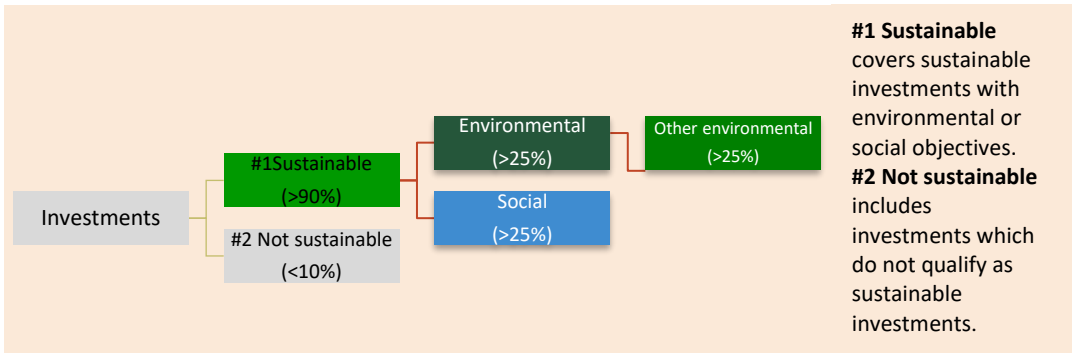 Investments
#1Sustainable
(>90%)
#2 Not sustainable
(<10%)
Environmental
(>25%)
Social
(>25%)
Other environmental
(>25%)
#1 Sustainable
covers sustainable
investments with
environmental or
social objectives.
#2 Not sustainable
includes
investments which
do not qualify as
sustainable
investments.